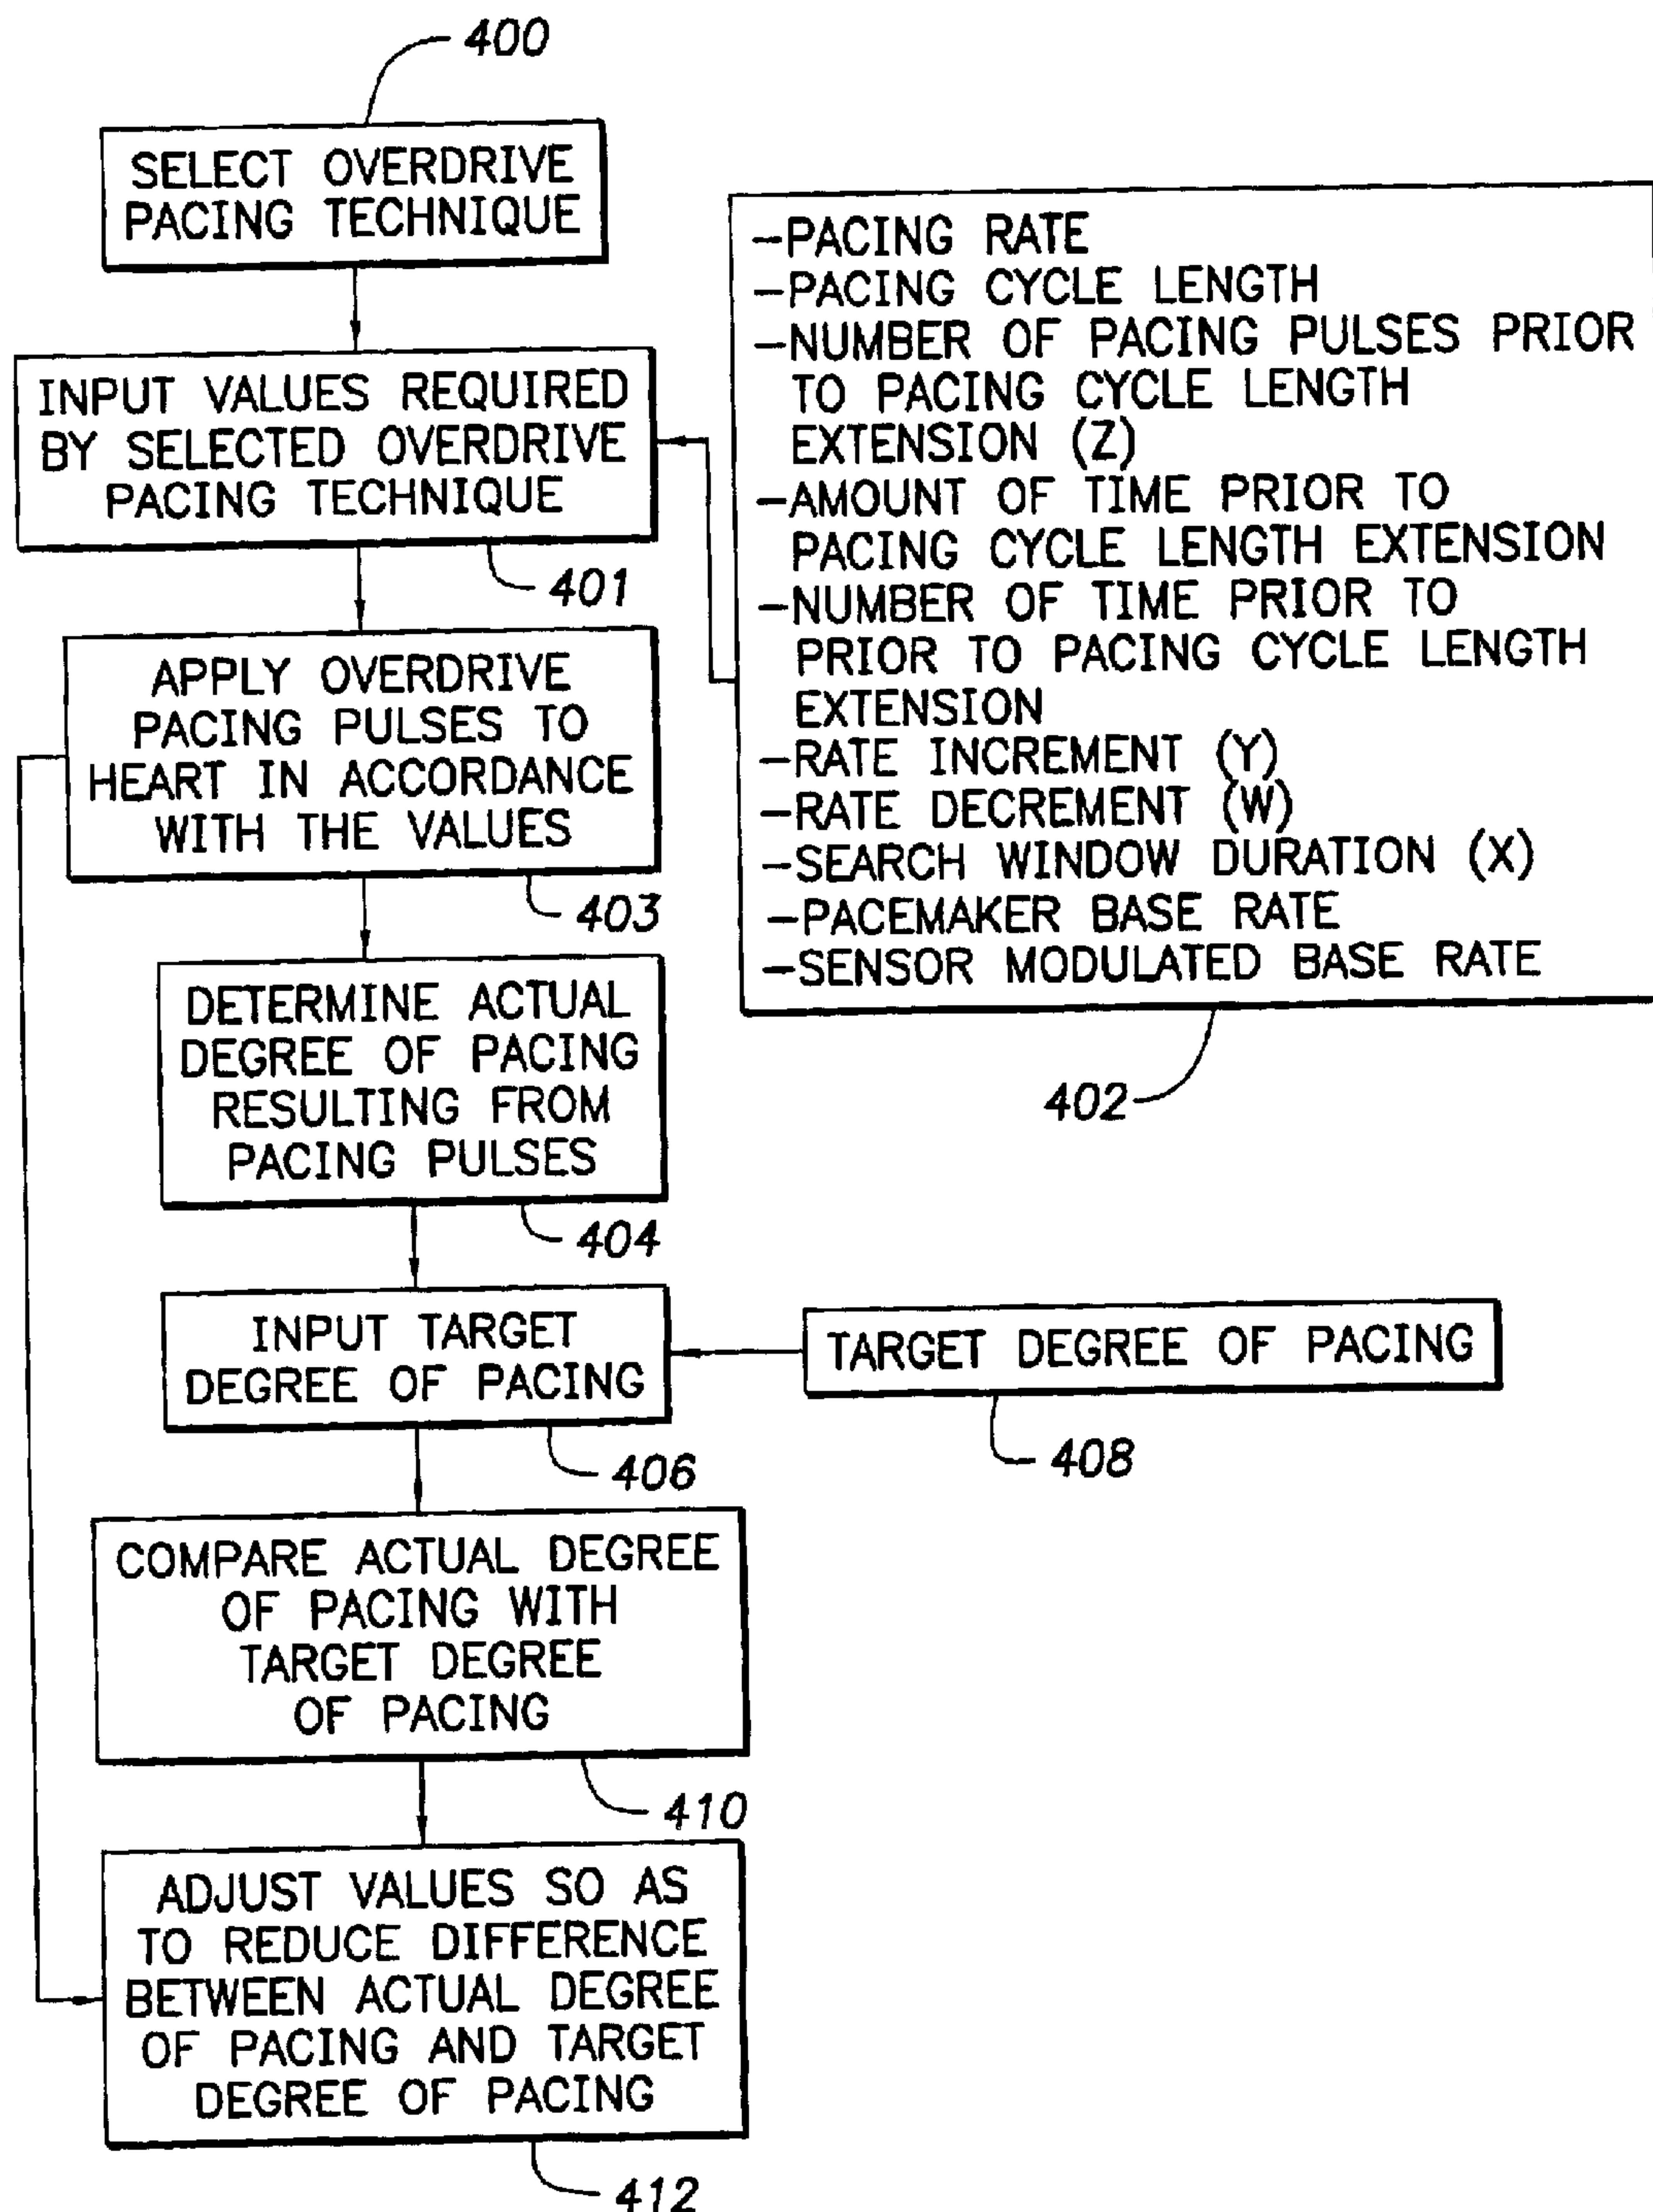 400
SELECT OVERDRIVE
PACING TECHNIQUE
INPUT VALUES REQUIRED
BY SELECTED OVERDRIVE
PACING TECHNIQUE
401
-PACING RATE
-PACING CYCLE LENGTH
-NUMBER OF PACING PULSES PRIOR
TO PACING CYCLE LENGTH
EXTENSION (Z)
-AMOUNT OF TIME PRIOR TO
PACING CYCLE LENGTH EXTENSION
-NUMBER OF TIME PRIOR TO
PRIOR TO PACING CYCLE LENGTH
EXTENSION
-RATE INCREMENT (Y)
-RATE DECREMENT (W)
-SEARCH WINDOW DURATION (X)
-PACEMAKER BASE RATE
-SENSOR MODULATED BASE RATE
402
APPLY OVERDRIVE
PACING PULSES TO
HEART IN ACCORDANCE
WITH THE VALUES
403
DETERMINE ACTUAL
DEGREE OF PACING
RESULTING FROM
PACING PULSES
404
INPUT TARGET
DEGREE OF PACING
406
TARGET DEGREE OF PACING
408
COMPARE ACTUAL DEGREE
OF PACING WITH
TARGET DEGREE
OF PACING
410
ADJUST VALUES SO AS
TO REDUCE DIFFERENCE
BETWEEN ACTUAL DEGREE
OF PACING AND TARGET
DEGREE OF PACING
412